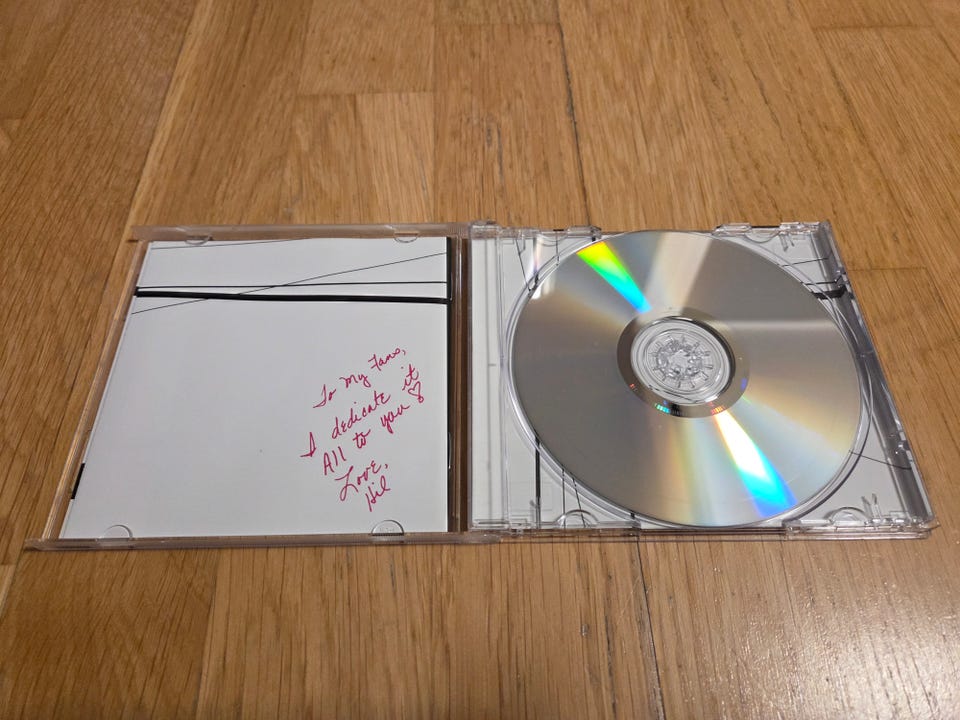 To My Fans,
I dedicate it
All to you ♡
Love,
Hil